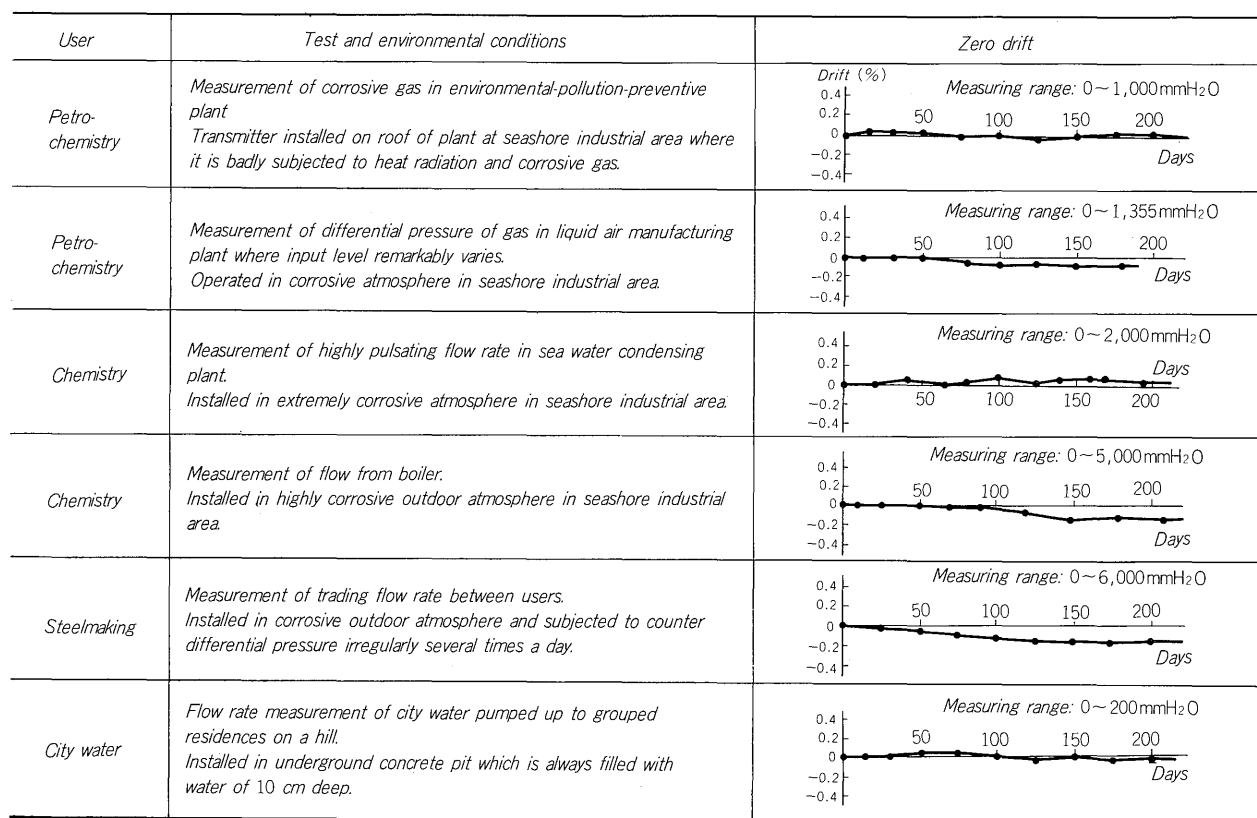 User
Test and environmental conditions
Zero drift
Petro-
chemistry
Measurement of corrosive gas in environmental-pollution-preventive
plant
Transmitter installed on roof of plant at seashore industrial area where
it is badly subjected to heat radiation and corrosive gas.
Drift (%)
Measuring range: 0~1,000mmH2O
0.4
0.2
0
-0.2
-0.4
50
100
150
200
Days
Petro-
chemistry
Measurement of differential pressure of gas in liquid air manufacturing
plant where input level remarkably varies.
Operated in corrosive atmosphere in seashore industrial area.
Measuring range: 0~1,355mmH2O
0.4
0.2
0
-0.2
-0.4
50
100
150
200
Days
Chemistry
Measurement of highly pulsating flow rate in sea water condensing
plant.
Installed in extremely corrosive atmosphere in seashore industrial area.
Measuring range: 0~2,000mmH2O
0.4
0.2
0
-0.2
-0.4
Days
50
100
150
200
Chemistry
Measurement of flow from boiler.
Installed in highly corrosive outdoor atmosphere in seashore industrial
area.
Measuring range: 0~5,000mmH2O
0.4
0.2
0
-0.2
-0.4
50
100
150
200
Days
Steelmaking
Measurement of trading flow rate between users.
Installed in corrosive outdoor atmosphere and subjected to counter
differential pressure irregularly several times a day.
Measuring range: 0~6,000mmH2O
0.4
0.2
0
-0.2
-0.4
50
100
150
200
Days
City water
Flow rate measurement of city water pumped up to grouped
residences on a hill.
Installed in underground concrete pit which is always filled with
water of 10 cm deep.
Measuring range: 0~200mmH2O
0.4
0.2
0
-0.2
-0.4
50
100
150
200
Days